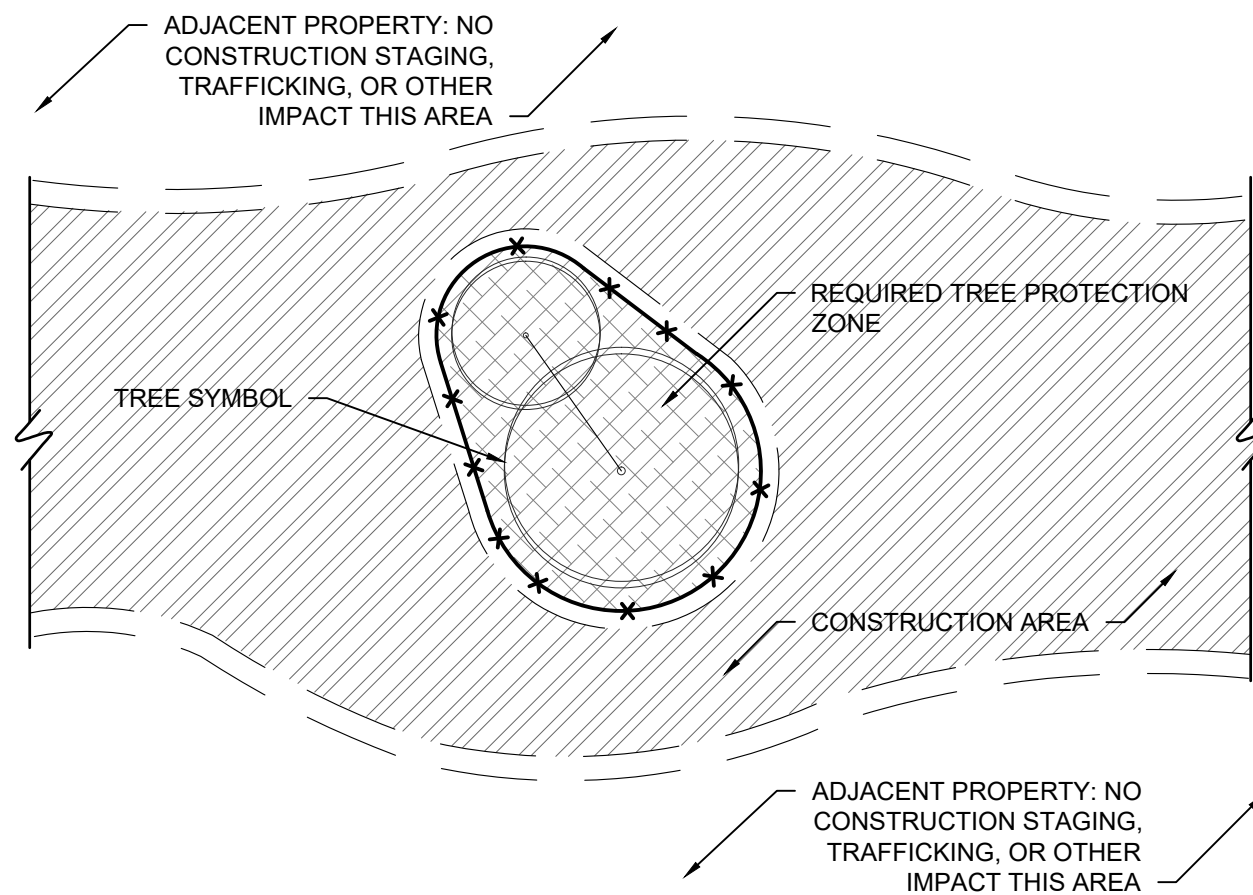 ADJACENT PROPERTY: NO
CONSTRUCTION STAGING,
TRAFFICKING, OR OTHER
IMPACT THIS AREA
REQUIRED TREE PROTECTION
ZONE
TREE SYMBOL
CONSTRUCTION AREA
ADJACENT PROPERTY: NO
CONSTRUCTION STAGING,
TRAFFICKING, OR OTHER
IMPACT THIS AREA